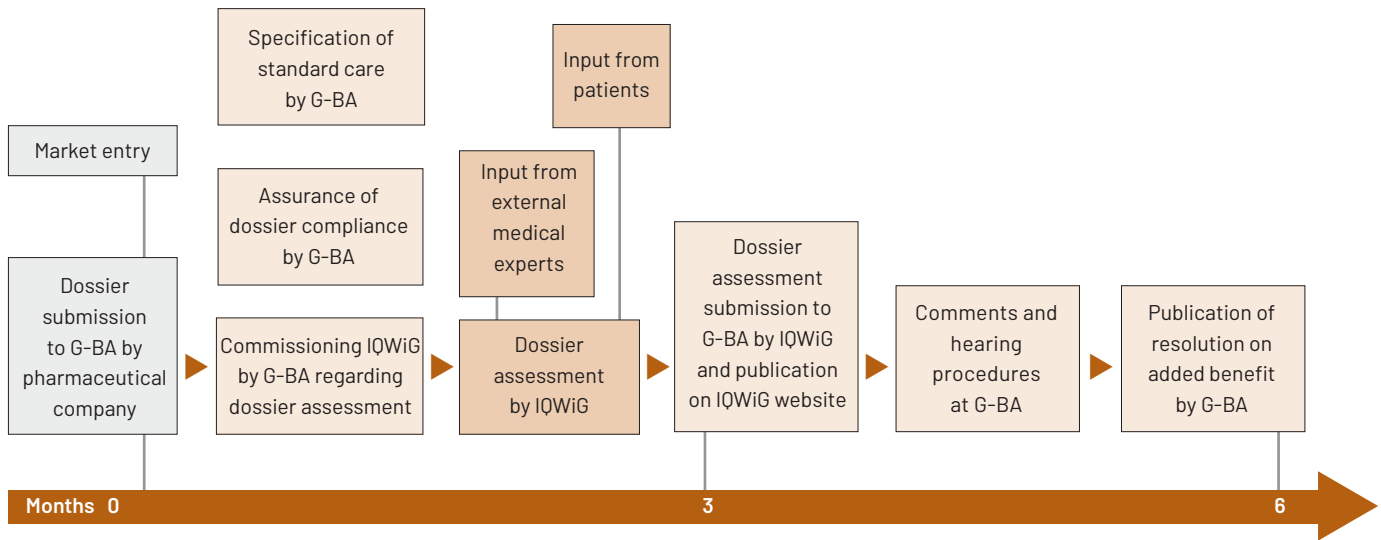 Market entry
Dossier
submission
to G-BA by
pharmaceutical
company
Specification of
standard care
by G-BA
Assurance of
dossier compliance
by G-BA
Commissioning IQWiG
by G-BA regarding
dossier assessment
Input from
external
medical
experts
Input from
patients
Dossier
assessment
by IQWiG
Dossier
assessment
submission to
G-BA by IQWiG
and publication
on IQWiG website
Comments and
hearing
procedures
at G-BA
Publication of
resolution on
added benefit
by G-BA
Months 0 3 6